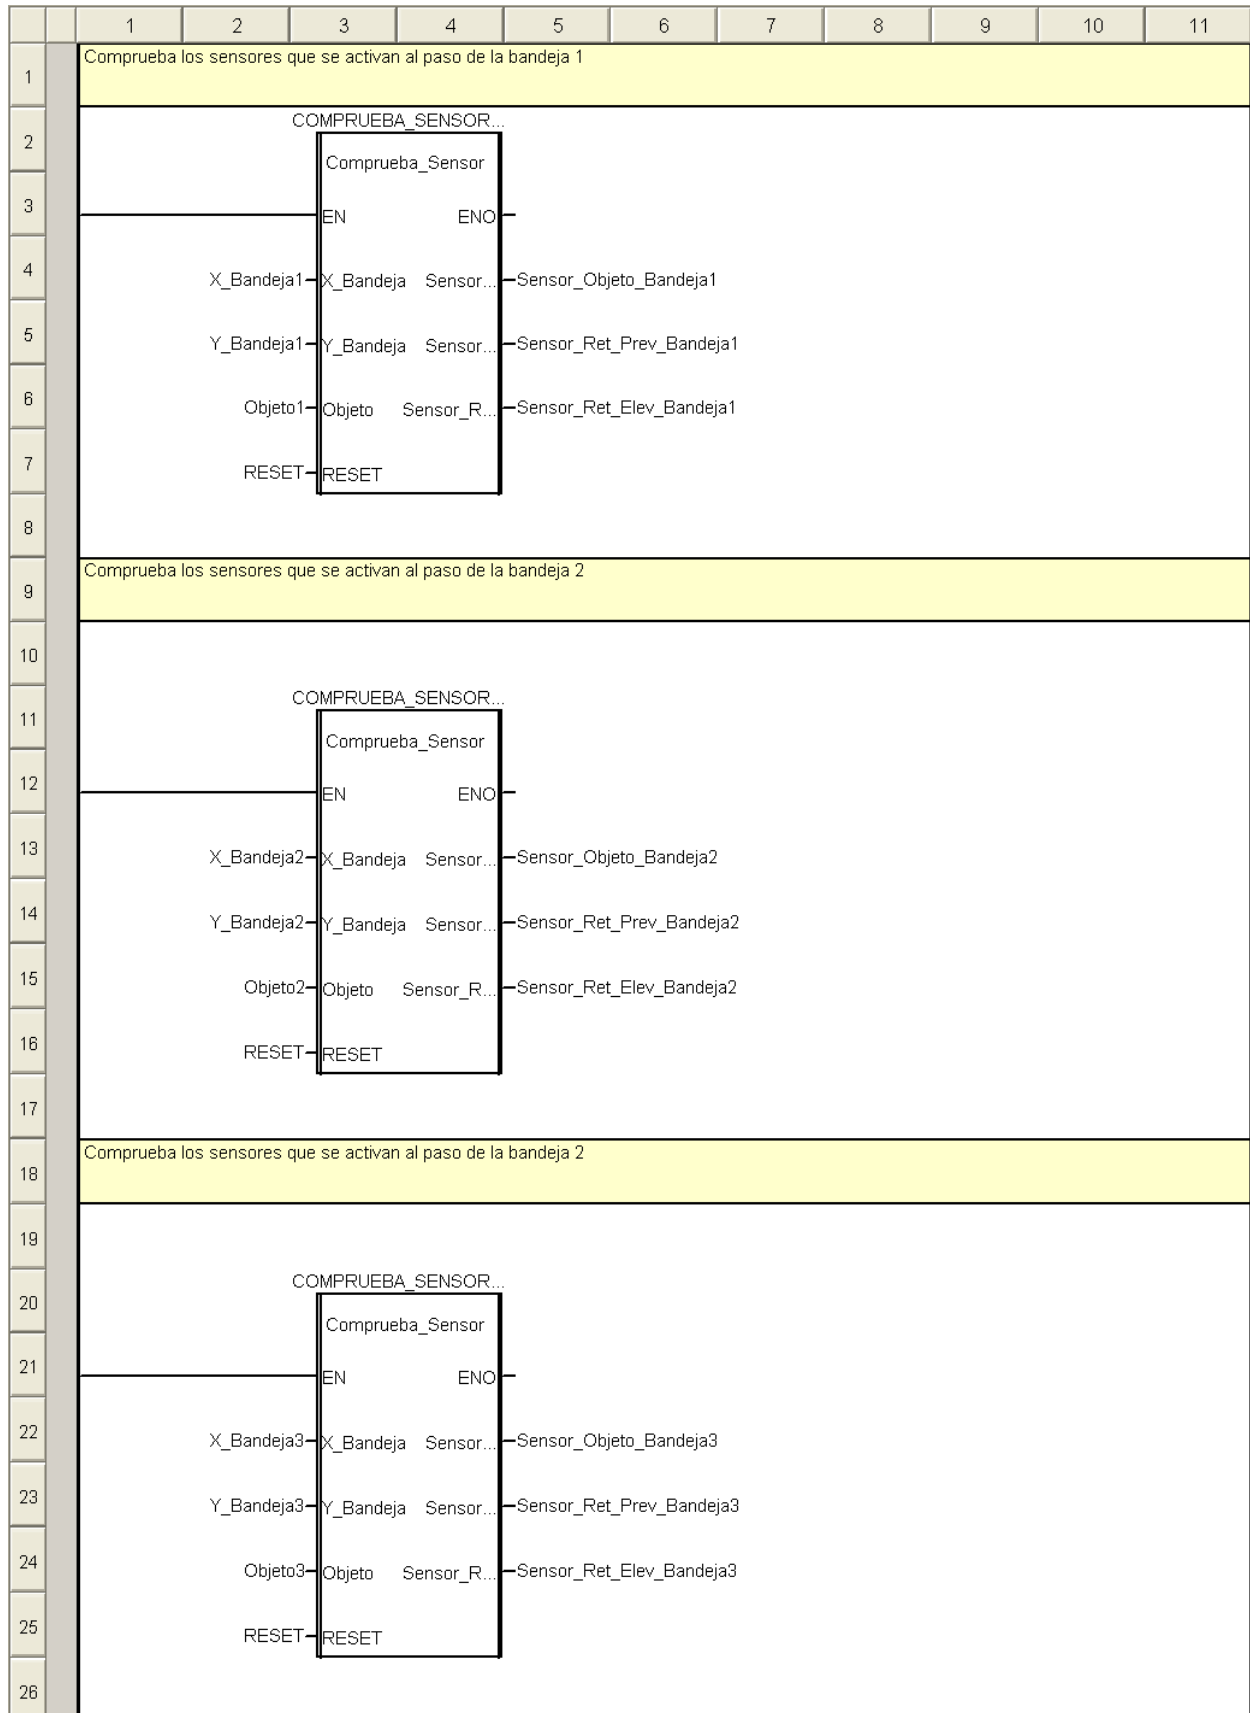 1 2 3 4 5 6 7 8 9 10 11
1 Comprueba los sensores que se activan al paso de la bandeja 1
2 COMPRUEBA_SENSOR...
Comprueba_Sensor
3 EN ENO
4 X_Bandeja1 X_Bandeja Sensor... Sensor_Objeto_Bandeja1
5 Y_Bandeja1 Y_Bandeja Sensor... Sensor_Ret_Prev_Bandeja1
6 Objeto1 Objeto Sensor_R... Sensor_Ret_Elev_Bandeja1
7 RESET RESET
8
9 Comprueba los sensores que se activan al paso de la bandeja 2
10
COMPRUEBA_SENSOR...
11 Comprueba_Sensor
12 EN ENO
13 X_Bandeja2 X_Bandeja Sensor... Sensor_Objeto_Bandeja2
14 Y_Bandeja2 Y_Bandeja Sensor... Sensor_Ret_Prev_Bandeja2
15 Objeto2 Objeto Sensor_R... Sensor_Ret_Elev_Bandeja2
16 RESET RESET
17
18 Comprueba los sensores que se activan al paso de la bandeja 2
19
COMPRUEBA_SENSOR...
20 Comprueba_Sensor
21 EN ENO
22 X_Bandeja3 X_Bandeja Sensor... Sensor_Objeto_Bandeja3
23 Y_Bandeja3 Y_Bandeja Sensor... Sensor_Ret_Prev_Bandeja3
24 Objeto3 Objeto Sensor_R... Sensor_Ret_Elev_Bandeja3
25 RESET RESET
26